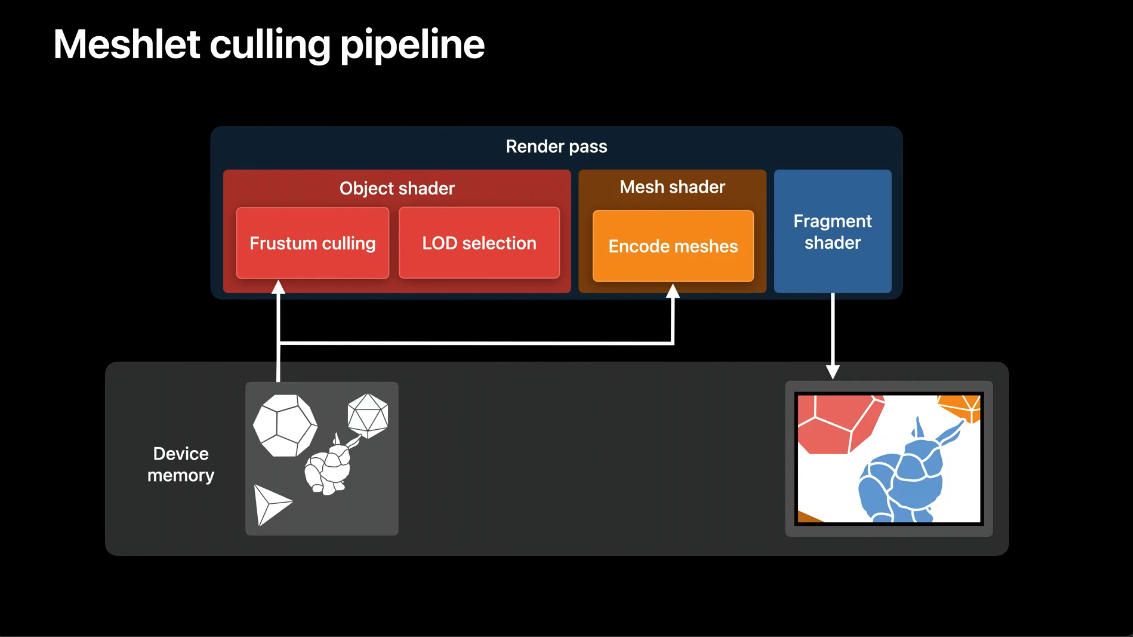 Meshlet culling pipeline
Render pass
Object shader
Frustum culling
LOD selection
Mesh shader
Encode meshes
Fragment
shader
Device
memory